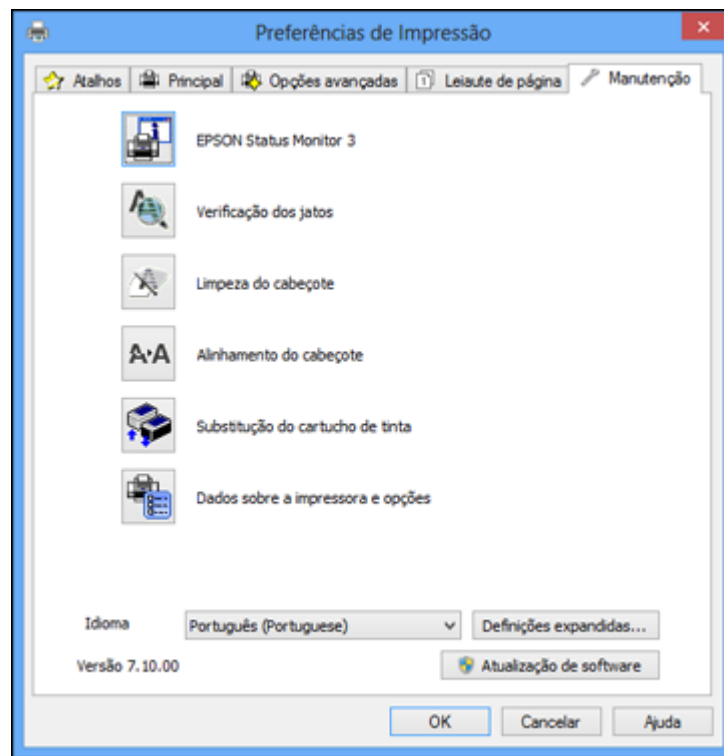 Preferências de Impressão
Atalhos Principal Opções avançadas 1 Leiaute de página Manutenção
EPSON Status Monitor 3
Verificação dos jatos
Limpeza do cabeçote
A A Alinhamento do cabeçote
Substituição do cartucho de tinta
Dados sobre a impressora e opções
Idioma Português (Portuguese) Definições expandidas...
Versão 7.10.00 Atualização de software
OK Cancelar Ajuda